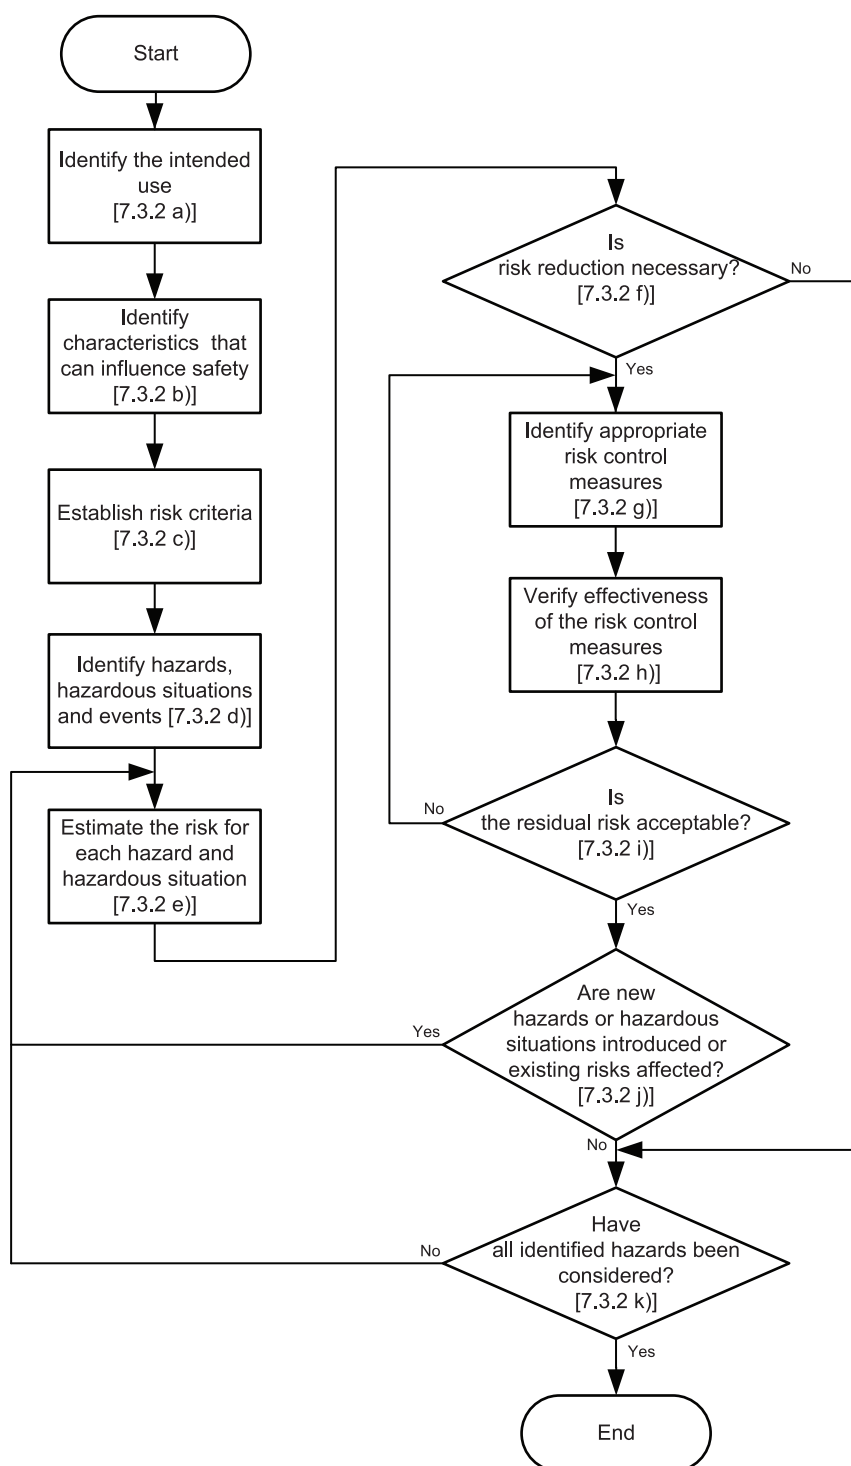 Start
Identify the intended
use
[7.3.2 a)]
Identify
characteristics that
can influence safety
[7.3.2 b)]
Establish risk criteria
[7.3.2 c)]
Identify hazards,
hazardous situations
and events [7.3.2 d)]
Estimate the risk for
each hazard and
hazardous situation
[7.3.2 e)]
Is
risk reduction necessary?
[7.3.2 f)]
No
Yes
Identify appropriate
risk control
measures
[7.3.2 g)]
Verify effectiveness
of the risk control
measures
[7.3.2 h)]
Is
the residual risk acceptable?
[7.3.2 i)]
No
Yes
Are new
hazards or hazardous
situations introduced or
existing risks affected?
[7.3.2 j)]
Yes
No
Have
all identified hazards been
considered?
[7.3.2 k)]
No
Yes
End